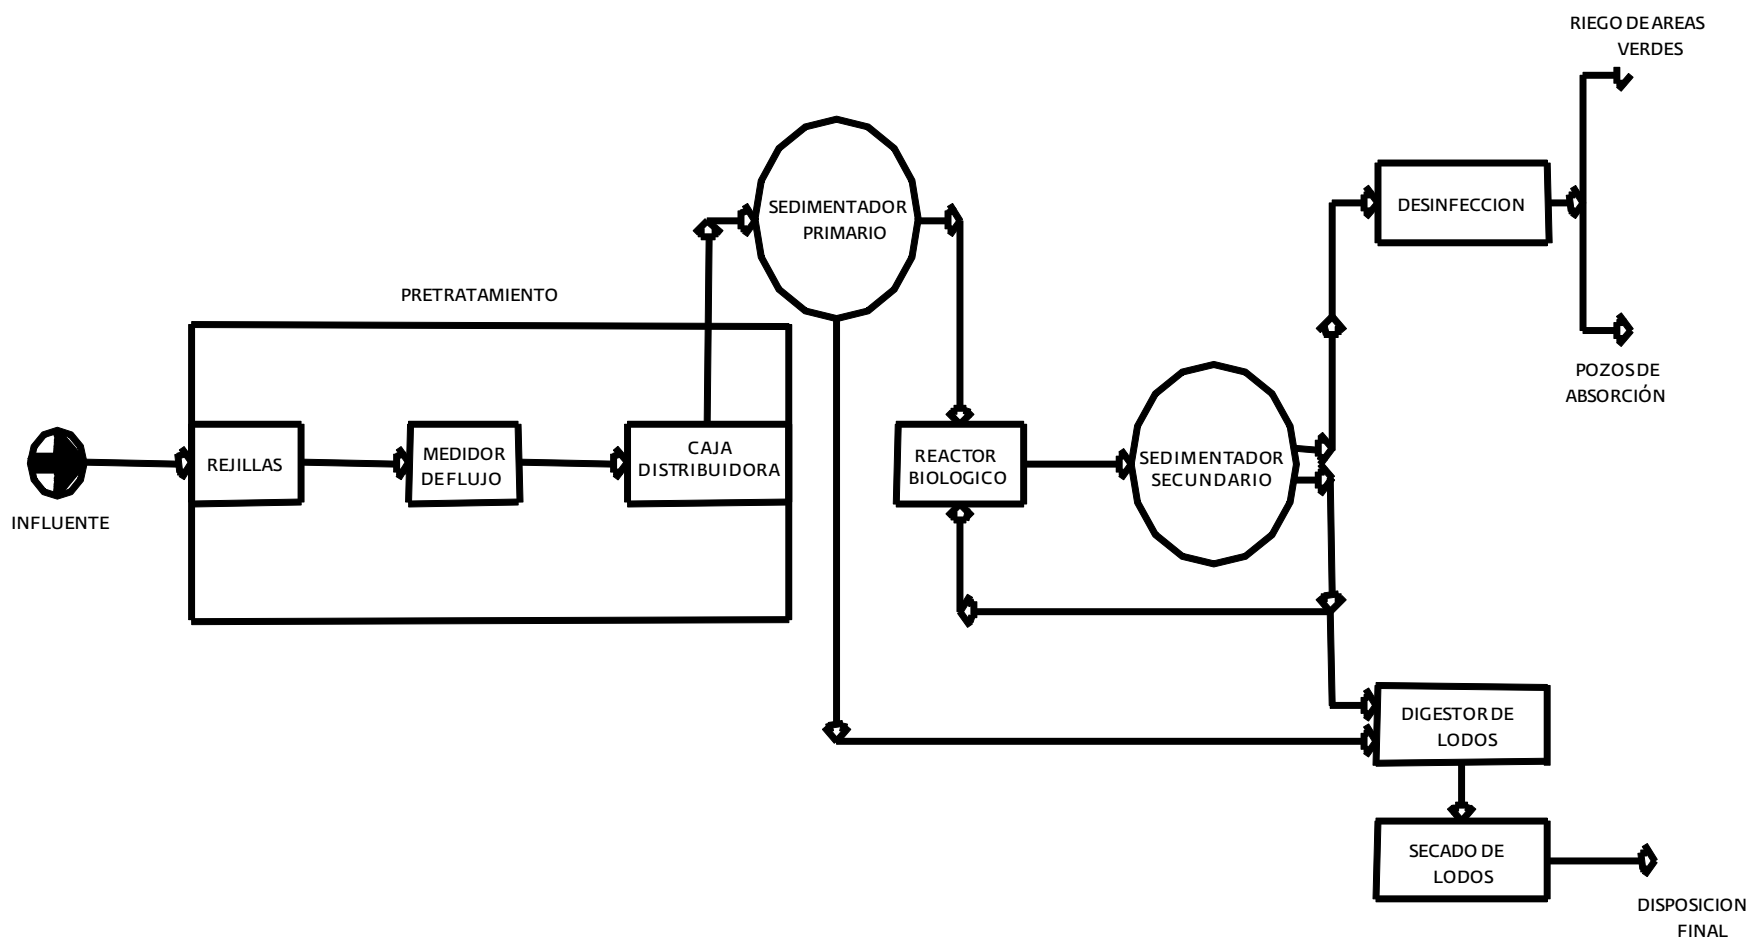 RIEGO DE AREAS
VERDES
SEDIMENTADOR
PRIMARIO
DESINFECCION
PRETRATAMIENTO
POZOS DE
ABSORCIÓN
INFLUENTE
REJILLAS
MEDIDOR
DE FLUJO
CAJA
DISTRIBUIDORA
REACTOR
BIOLOGICO
SEDIMENTADOR
SECUNDARIO
DIGESTOR DE
LODOS
SECADO DE
LODOS
DISPOSICION
FINAL